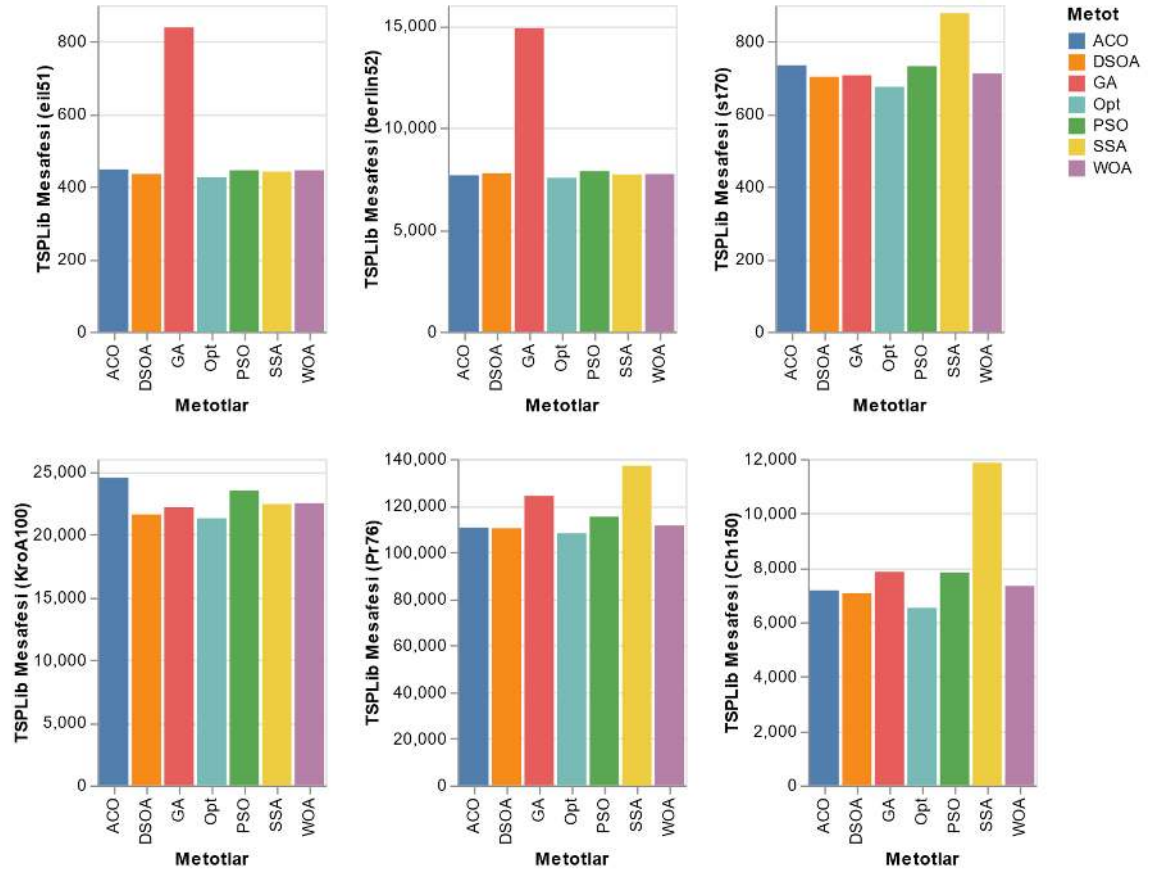 TSPLib Mesafesi (eil51)
800
600
400
200
0
ACO
DSOA
GA
Opt
PSO
SSA
WOA
Metotlar
TSPLib Mesafesi (berlin52)
15,000
10,000
5,000
0
ACO
DSOA
GA
Opt
PSO
SSA
WOA
Metotlar
TSPLib Mesafesi (st70)
800
600
400
200
0
ACO
DSOA
GA
Opt
PSO
SSA
WOA
Metotlar
Metot
ACO
DSOA
GA
Opt
PSO
SSA
WOA
TSPLib Mesafesi (KroA100)
25,000
20,000
15,000
10,000
5,000
0
ACO
DSOA
GA
Opt
PSO
SSA
WOA
Metotlar
TSPLib Mesafesi (Pr76)
140,000
120,000
100,000
80,000
60,000
40,000
20,000
0
ACO
DSOA
GA
Opt
PSO
SSA
WOA
Metotlar
TSPLib Mesafesi (Ch150)
12,000
10,000
8,000
6,000
4,000
2,000
0
ACO
DSOA
GA
Opt
PSO
SSA
WOA
Metotlar